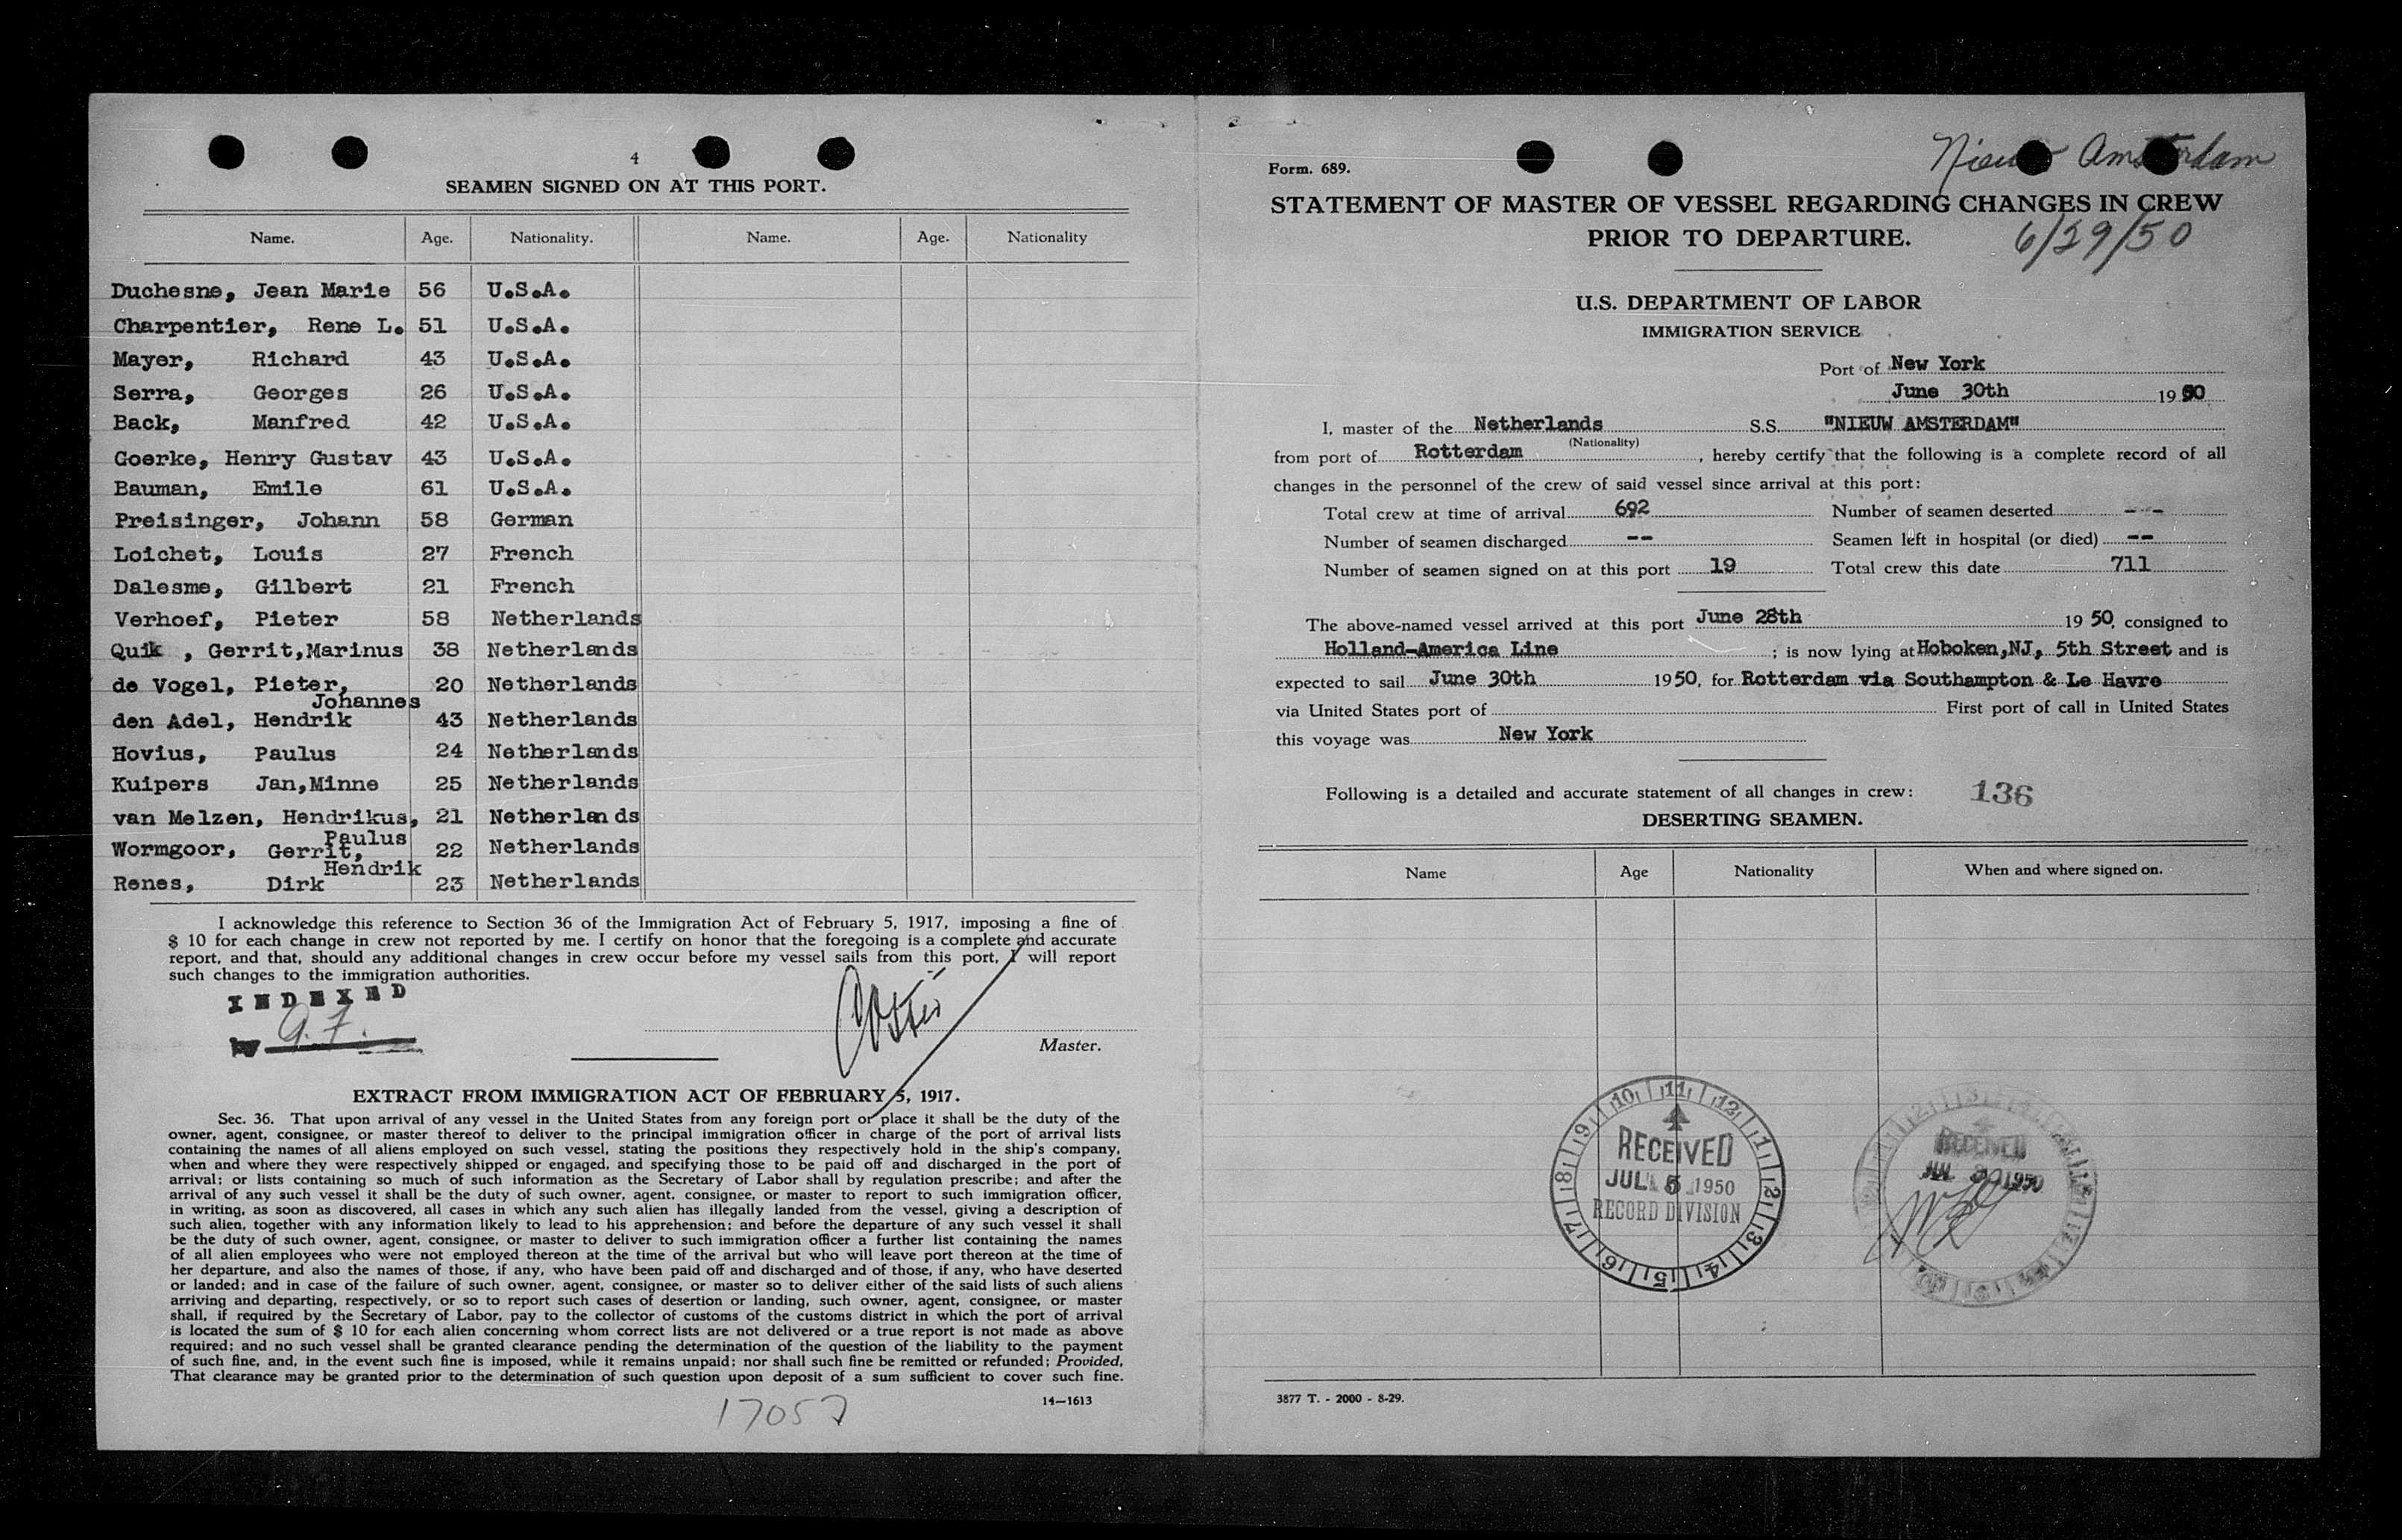 4
SEAMEN SIGNED ON AT THIS PORT.
Name. Age. Nationality. Name. Age. Nationality
Duchesne, Jean Marie 56 U.S.A.
Charpentier, Rene L. 51 U.S.A.
Mayer, Richard 43 U.S.A.
Serra, Georges 26 U.S.A.
Back, Manfred 42 U.S.A.
Goerke, Henry Gustav 43 U.S.A.
Bauman, Emile 61 U.S.A.
Preisinger, Johann 58 German
Loichet, Louis 27 French
Dalesme, Gilbert 21 French
Verhoef, Pieter 58 Netherlands
Quik , Gerrit,Marinus 38 Netherlands
de Vogel, Pieter, 20 Netherlands
Johannes
den Adel, Hendrik 43 Netherlands
Hovius, Paulus 24 Netherlands
Kuipers Jan,Minne 25 Netherlands
van Melzen, Hendrikus, 21 Netherlands
Paulus
Wormgoor, Gerrit, 22 Netherlands
Hendrik
Renes, Dirk 23 Netherlands
I acknowledge this reference to Section 36 of the Immigration Act of February 5, 1917, imposing a fine of
$ 10 for each change in crew not reported by me. I certify on honor that the foregoing is a complete and accurate
report, and that, should any additional changes in crew occur before my vessel sails from this port, I will report
such changes to the immigration authorities.
INDEXED
by
Master.
EXTRACT FROM IMMIGRATION ACT OF FEBRUARY 5, 1917.
Sec. 36. That upon arrival of any vessel in the United States from any foreign port or place it shall be the duty of the
owner, agent, consignee, or master thereof to deliver to the principal immigration officer in charge of the port of arrival lists
containing the names of all aliens employed on such vessel, stating the positions they respectively hold in the ship's company,
when and where they were respectively shipped or engaged, and specifying those to be paid off and discharged in the port of
arrival; or lists containing so much of such information as the Secretary of Labor shall by regulation prescribe; and after the
arrival of any such vessel it shall be the duty of such owner, agent, consignee, or master to report to such immigration officer,
in writing, as soon as discovered, all cases in which any such alien has illegally landed from the vessel, giving a description of
such alien, together with any information likely to lead to his apprehension; and before the departure of any such vessel it shall
be the duty of such owner, agent, consignee, or master to deliver to such immigration officer a further list containing the names
of all alien employees who were not employed thereon at the time of the arrival but who will leave port thereon at the time of
her departure, and also the names of those, if any, who have been paid off and discharged and of those, if any, who have deserted
or landed; and in case of the failure of such owner, agent, consignee, or master so to deliver either of the said lists of such aliens
arriving and departing, respectively, or so to report such cases of desertion or landing, such owner, agent, consignee, or master
shall, if required by the Secretary of Labor, pay to the collector of customs of the customs district in which the port of arrival
is located the sum of $ 10 for each alien concerning whom correct lists are not delivered or a true report is not made as above
required; and no such vessel shall be granted clearance pending the determination of the question of the liability to the payment
of such fine, and, in the event such fine is imposed, while it remains unpaid; nor shall such fine be remitted or refunded; Provided,
That clearance may be granted prior to the determination of such question upon deposit of a sum sufficient to cover such fine.
14—1613
17057
Nieuw Amsterdam
Form. 689.
STATEMENT OF MASTER OF VESSEL REGARDING CHANGES IN CREW
PRIOR TO DEPARTURE.
6/29/50
U.S. DEPARTMENT OF LABOR
IMMIGRATION SERVICE
Port of New York
June 30th 1950
I, master of the Netherlands S.S. "NIEUW AMSTERDAM"
(Nationality)
from port of Rotterdam , hereby certify that the following is a complete record of all
changes in the personnel of the crew of said vessel since arrival at this port:
Total crew at time of arrival 692 Number of seamen deserted -- -
Number of seamen discharged -- Seamen left in hospital (or died) --
Number of seamen signed on at this port 19 Total crew this date 711
The above-named vessel arrived at this port June 28th 19 50, consigned to
Holland-America Line ; is now lying at Hoboken,NJ, 5th Street and is
expected to sail June 30th 1950, for Rotterdam via Southampton & Le Havre
via United States port of First port of call in United States
this voyage was New York
Following is a detailed and accurate statement of all changes in crew: 136
DESERTING SEAMEN.
Name Age Nationality When and where signed on.
10 11 12 1 2 3 4 5 6 7 8 9
RECEIVED
JUL 5 1950
RECORD DIVISION
RECEIVED
1950
3877 T. - 2000 - 8-29.